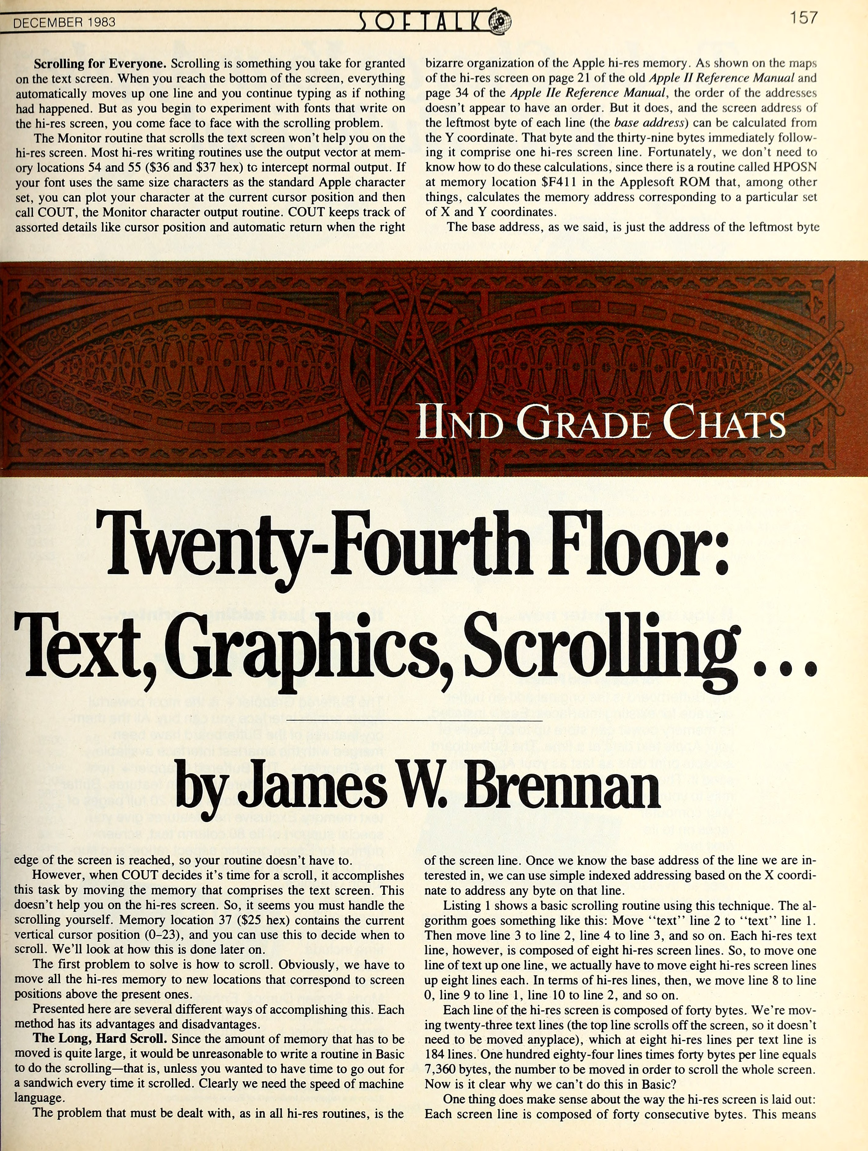 DECEMBER 1983
SOFTALK
157
Scrolling for Everyone. Scrolling is something you take for granted
on the text screen. When you reach the bottom of the screen, everything
automatically moves up one line and you continue typing as if nothing
had happened. But as you begin to experiment with fonts that write on
the hi-res screen, you come face to face with the scrolling problem.
The Monitor routine that scrolls the text screen won't help you on the
hi-res screen. Most hi-res writing routines use the output vector at mem-
ory locations 54 and 55 ($36 and $37 hex) to intercept normal output. If
your font uses the same size characters as the standard Apple character
set, you can plot your character at the current cursor position and then
call COUT, the Monitor character output routine. COUT keeps track of
assorted details like cursor position and automatic return when the right
bizarre organization of the Apple hi-res memory. As shown on the maps
of the hi-res screen on page 21 of the old Apple II Reference Manual and
page 34 of the Apple IIe Reference Manual, the order of the addresses
doesn't appear to have an order. But it does, and the screen address of
the leftmost byte of each line (the base address) can be calculated from
the Y coordinate. That byte and the thirty-nine bytes immediately follow-
ing it comprise one hi-res screen line. Fortunately, we don't need to
know how to do these calculations, since there is a routine called HPOSN
at memory location $F411 in the Applesoft ROM that, among other
things, calculates the memory address corresponding to a particular set
of X and Y coordinates.
The base address, as we said, is just the address of the leftmost byte
IIND GRADE CHATS
Twenty-Fourth Floor:
Text, Graphics, Scrolling...
by James W. Brennan
edge of the screen is reached, so your routine doesn't have to.
However, when COUT decides it's time for a scroll, it accomplishes
this task by moving the memory that comprises the text screen. This
doesn't help you on the hi-res screen. So, it seems you must handle the
scrolling yourself. Memory location 37 ($25 hex) contains the current
vertical cursor position (0–23), and you can use this to decide when to
scroll. We'll look at how this is done later on.
The first problem to solve is how to scroll. Obviously, we have to
move all the hi-res memory to new locations that correspond to screen
positions above the present ones.
Presented here are several different ways of accomplishing this. Each
method has its advantages and disadvantages.
The Long, Hard Scroll. Since the amount of memory that has to be
moved is quite large, it would be unreasonable to write a routine in Basic
to do the scrolling—that is, unless you wanted to have time to go out for
a sandwich every time it scrolled. Clearly we need the speed of machine
language.
The problem that must be dealt with, as in all hi-res routines, is the
of the screen line. Once we know the base address of the line we are in-
terested in, we can use simple indexed addressing based on the X coordi-
nate to address any byte on that line.
Listing 1 shows a basic scrolling routine using this technique. The al-
gorithm goes something like this: Move "text" line 2 to "text" line 1.
Then move line 3 to line 2, line 4 to line 3, and so on. Each hi-res text
line, however, is composed of eight hi-res screen lines. So, to move one
line of text up one line, we actually have to move eight hi-res screen lines
up eight lines each. In terms of hi-res lines, then, we move line 8 to line
0, line 9 to line 1, line 10 to line 2, and so on.
Each line of the hi-res screen is composed of forty bytes. We're mov-
ing twenty-three text lines (the top line scrolls off the screen, so it doesn't
need to be moved anyplace), which at eight hi-res lines per text line is
184 lines. One hundred eighty-four lines times forty bytes per line equals
7,360 bytes, the number to be moved in order to scroll the whole screen.
Now is it clear why we can't do this in Basic?
One thing does make sense about the way the hi-res screen is laid out:
Each screen line is composed of forty consecutive bytes. This means